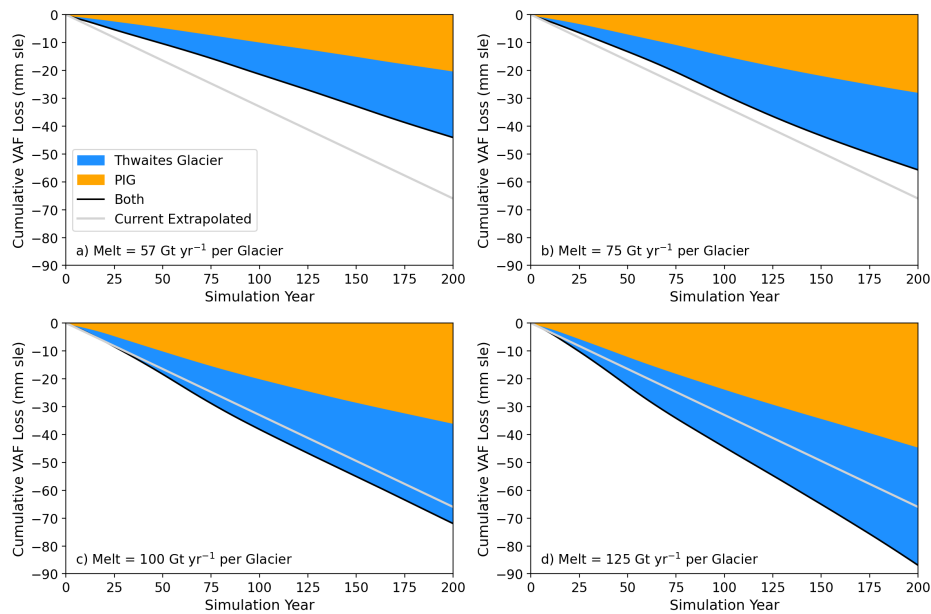 0
−10
−20
−30
−40
−50
−60
−70
−80
−90
Cumulative VAF Loss (mm sle)
Thwaites Glacier
PIG
Both
Current Extrapolated
a) Melt = 57 Gt yr⁻¹ per Glacier
0 25 50 75 100 125 150 175 200
Simulation Year
0
−10
−20
−30
−40
−50
−60
−70
−80
−90
Cumulative VAF Loss (mm sle)
b) Melt = 75 Gt yr⁻¹ per Glacier
0 25 50 75 100 125 150 175 200
Simulation Year
0
−10
−20
−30
−40
−50
−60
−70
−80
−90
Cumulative VAF Loss (mm sle)
c) Melt = 100 Gt yr⁻¹ per Glacier
0 25 50 75 100 125 150 175 200
Simulation Year
0
−10
−20
−30
−40
−50
−60
−70
−80
−90
Cumulative VAF Loss (mm sle)
d) Melt = 125 Gt yr⁻¹ per Glacier
0 25 50 75 100 125 150 175 200
Simulation Year